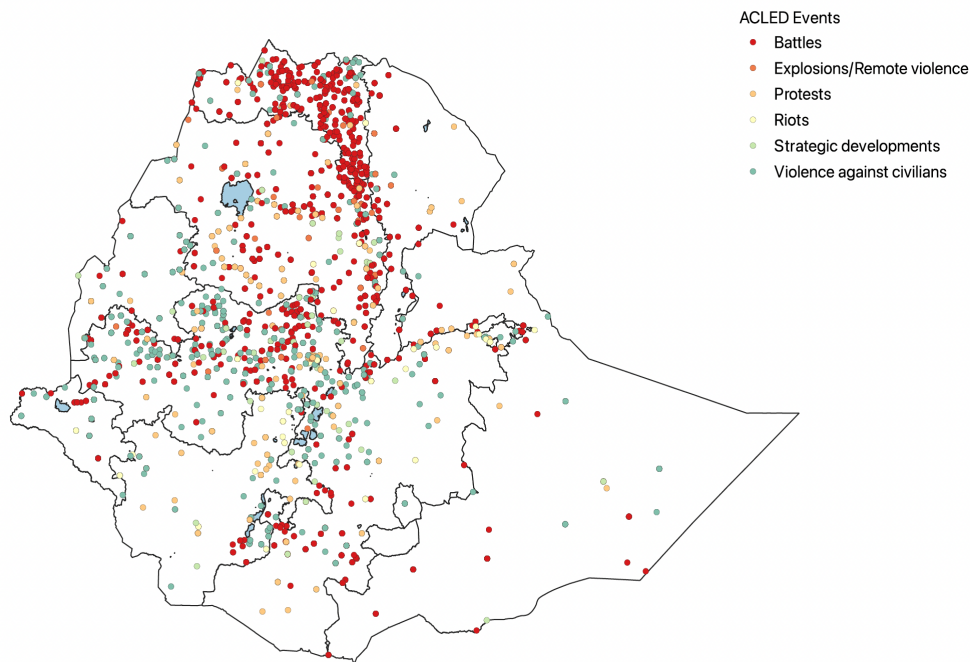 ACLED Events
Battles
Explosions/Remote violence
Protests
Riots
Strategic developments
Violence against civilians